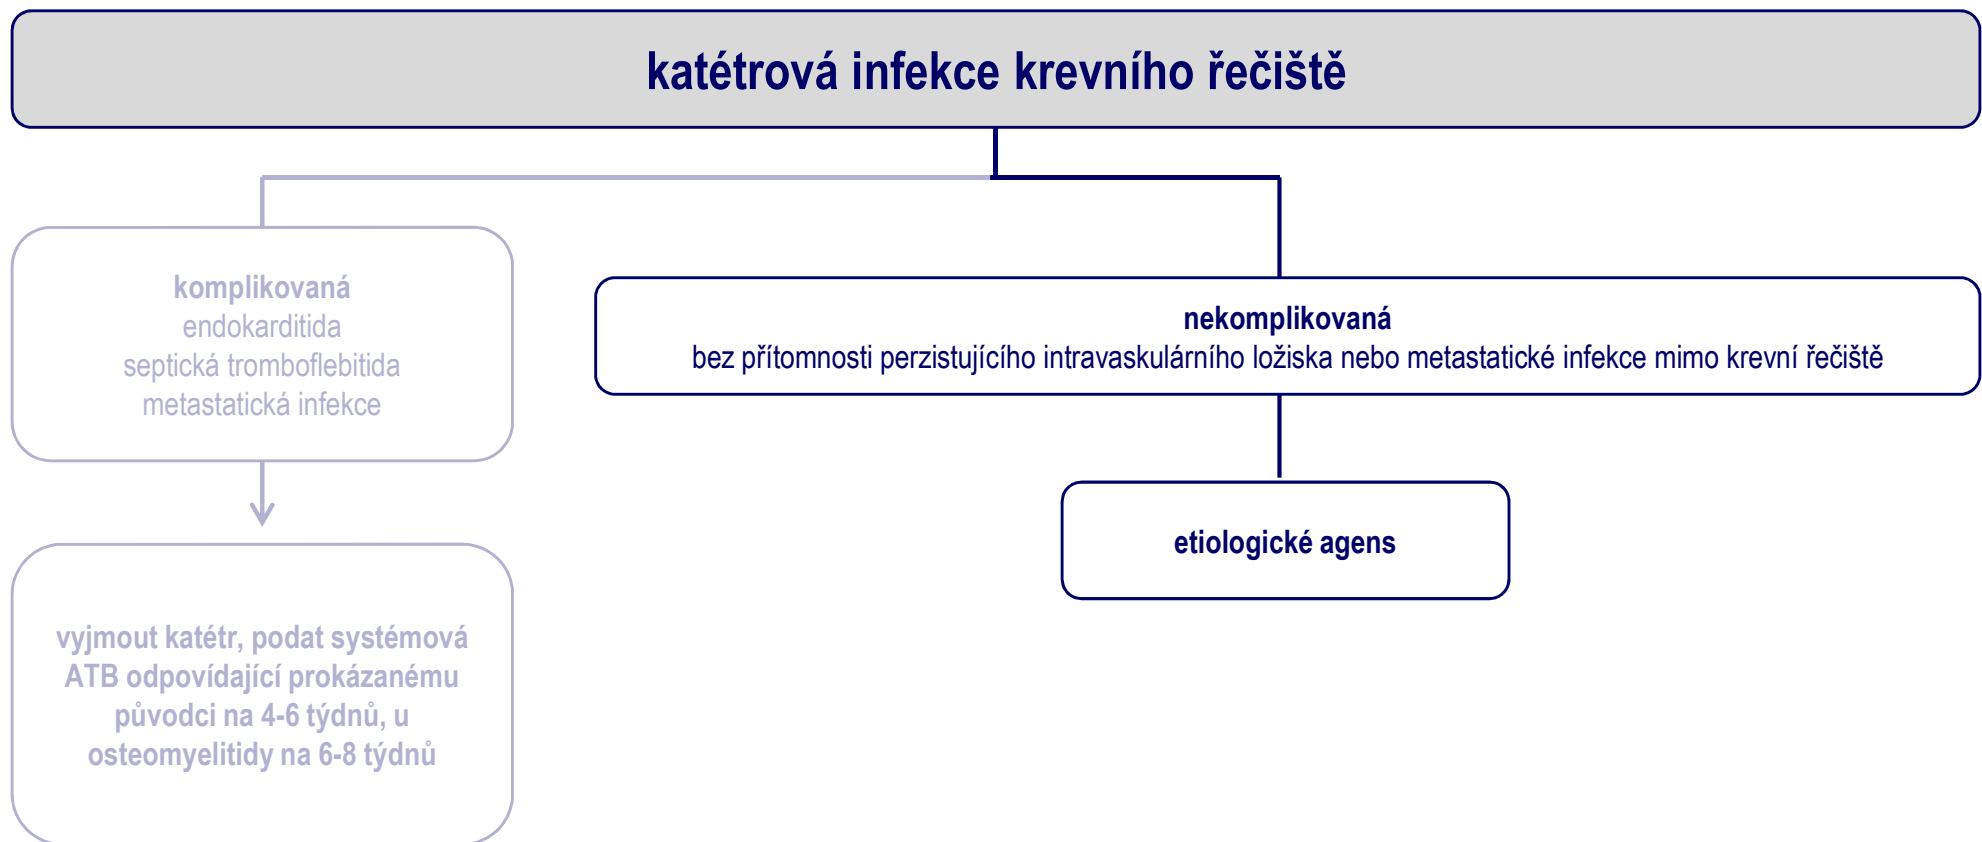 katétrová infekce krevního řečiště
komplikovaná
endokarditida
septická tromboflebitida
metastatická infekce
nekomplikovaná
bez přítomnosti perzistujícího intravaskulárního ložiska nebo metastatické infekce mimo krevní řečiště
etiologické agens
vyjmout katétr, podat systémová
ATB odpovídající prokázanému
původci na 4-6 týdnů, u
osteomyelitidy na 6-8 týdnů